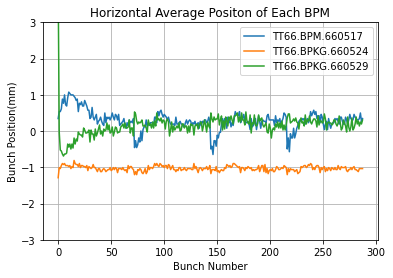 Horizontal Average Positon of Each BPM
TT66.BPM.660517
TT66.BPKG.660524
TT66.BPKG.660529
Bunch Position(mm)
3
2
1
0
−1
−2
−3
0
50
100
150
200
250
300
Bunch Number